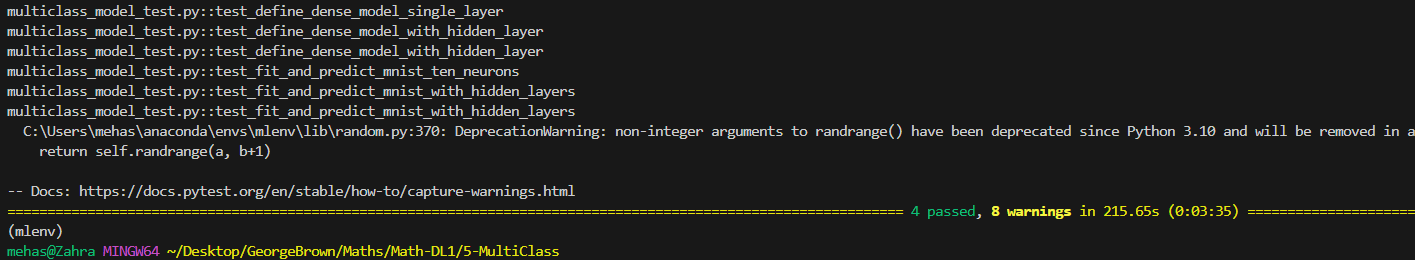 multiclass_model_test.py::test_define_dense_model_single_layer
multiclass_model_test.py::test_define_dense_model_with_hidden_layer
multiclass_model_test.py::test_define_dense_model_with_hidden_layer
multiclass_model_test.py::test_fit_and_predict_mnist_ten_neurons
multiclass_model_test.py::test_fit_and_predict_mnist_with_hidden_layers
multiclass_model_test.py::test_fit_and_predict_mnist_with_hidden_layers
  C:\Users\mehas\anaconda\envs\mlenv\lib\random.py:370: DeprecationWarning: non-integer arguments to randrange() have been deprecated since Python 3.10 and will be removed in a
    return self.randrange(a, b+1)

-- Docs: https://docs.pytest.org/en/stable/how-to/capture-warnings.html
================================================================================================================ 4 passed, 8 warnings in 215.65s (0:03:35) =====================
(mlenv)
mehas@Zahra MINGW64 ~/Desktop/GeorgeBrown/Maths/Math-DL1/5-MultiClass